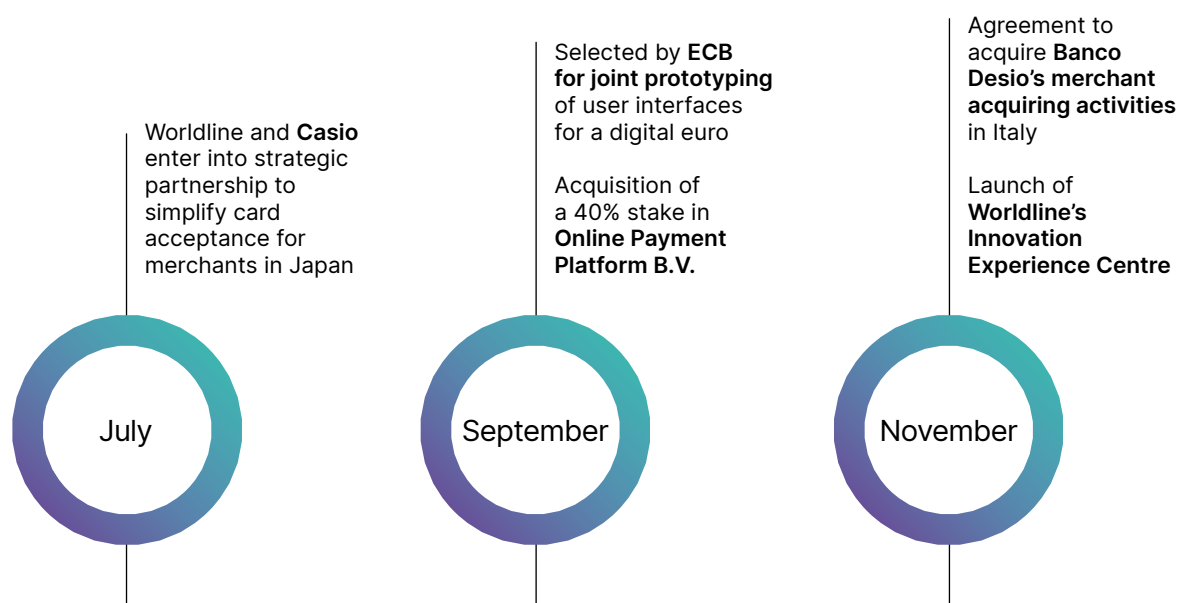 Worldline and Casio
enter into strategic
partnership to
simplify card
acceptance for
merchants in Japan
July
Selected by ECB
for joint prototyping
of user interfaces
for a digital euro
Acquisition of
a 40% stake in
Online Payment
Platform B.V.
September
Agreement to
acquire Banco
Desio’s merchant
acquiring activities
in Italy
Launch of
Worldline’s
Innovation
Experience Centre
November